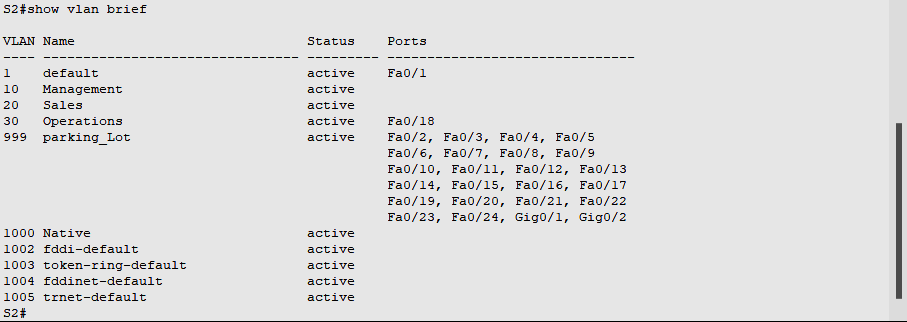 S2#show vlan brief
VLAN Name                             Status    Ports
---- -------------------------------- --------- -------------------------------
1    default                          active    Fa0/1
10   Management                       active
20   Sales                            active
30   Operations                       active    Fa0/18
999  parking_Lot                      active    Fa0/2, Fa0/3, Fa0/4, Fa0/5
                                                Fa0/6, Fa0/7, Fa0/8, Fa0/9
                                                Fa0/10, Fa0/11, Fa0/12, Fa0/13
                                                Fa0/14, Fa0/15, Fa0/16, Fa0/17
                                                Fa0/19, Fa0/20, Fa0/21, Fa0/22
                                                Fa0/23, Fa0/24, Gig0/1, Gig0/2
1000 Native                           active
1002 fddi-default                     active
1003 token-ring-default               active
1004 fddinet-default                  active
1005 trnet-default                    active
S2#